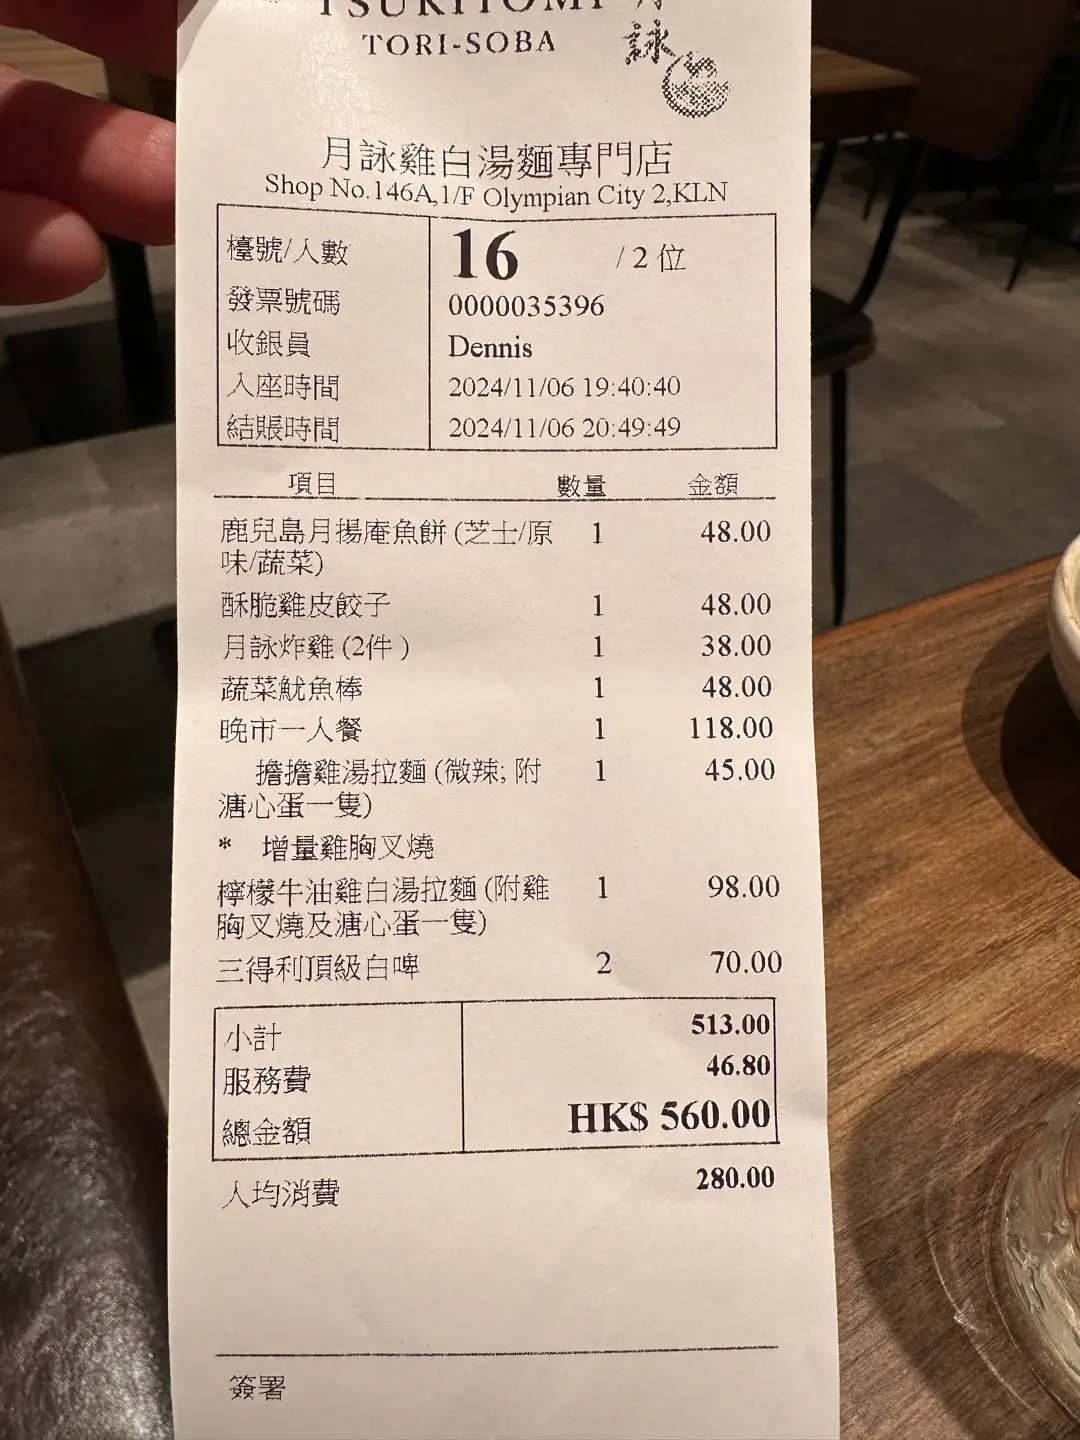 TSUKIYOMI 月
TORI-SOBA 詠
月詠雞白湯麵專門店
Shop No.146A,1/F Olympian City 2,KLN
檯號/人數 16 / 2 位
發票號碼 0000035396
收銀員 Dennis
入座時間 2024/11/06 19:40:40
結賬時間 2024/11/06 20:49:49
項目 數量 金額
鹿兒島月揚庵魚餅 (芝士/原 1 48.00
味/蔬菜)
酥脆雞皮餃子 1 48.00
月詠炸雞 (2件 ) 1 38.00
蔬菜魷魚棒 1 48.00
晚市一人餐 1 118.00
擔擔雞湯拉麵 (微辣; 附 1 45.00
溏心蛋一隻)
* 增量雞胸叉燒
檸檬牛油雞白湯拉麵 (附雞 1 98.00
胸叉燒及溏心蛋一隻)
三得利頂級白啤 2 70.00
小計 513.00
服務費 46.80
總金額 HK$ 560.00
人均消費 280.00
簽署